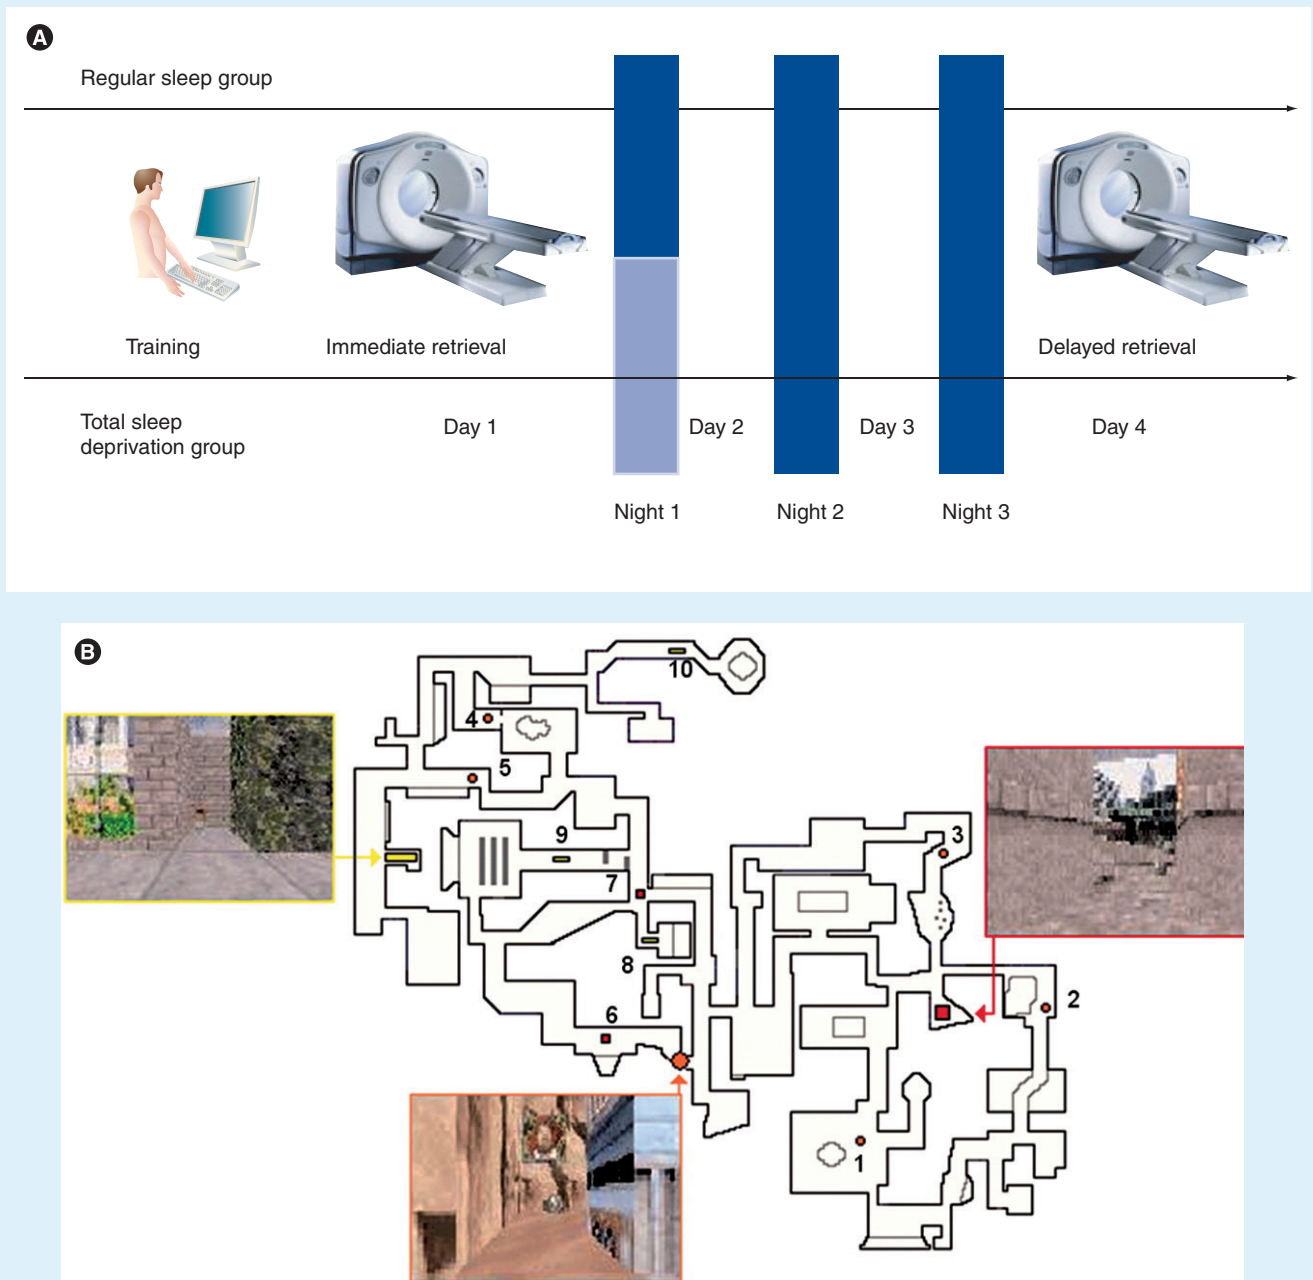 A
Regular sleep group
Training
Immediate retrieval
Delayed retrieval
Total sleep
deprivation group
Day 1
Day 2
Day 3
Day 4
Night 1
Night 2
Night 3
B
10
4
5
9
3
7
8
2
6
1